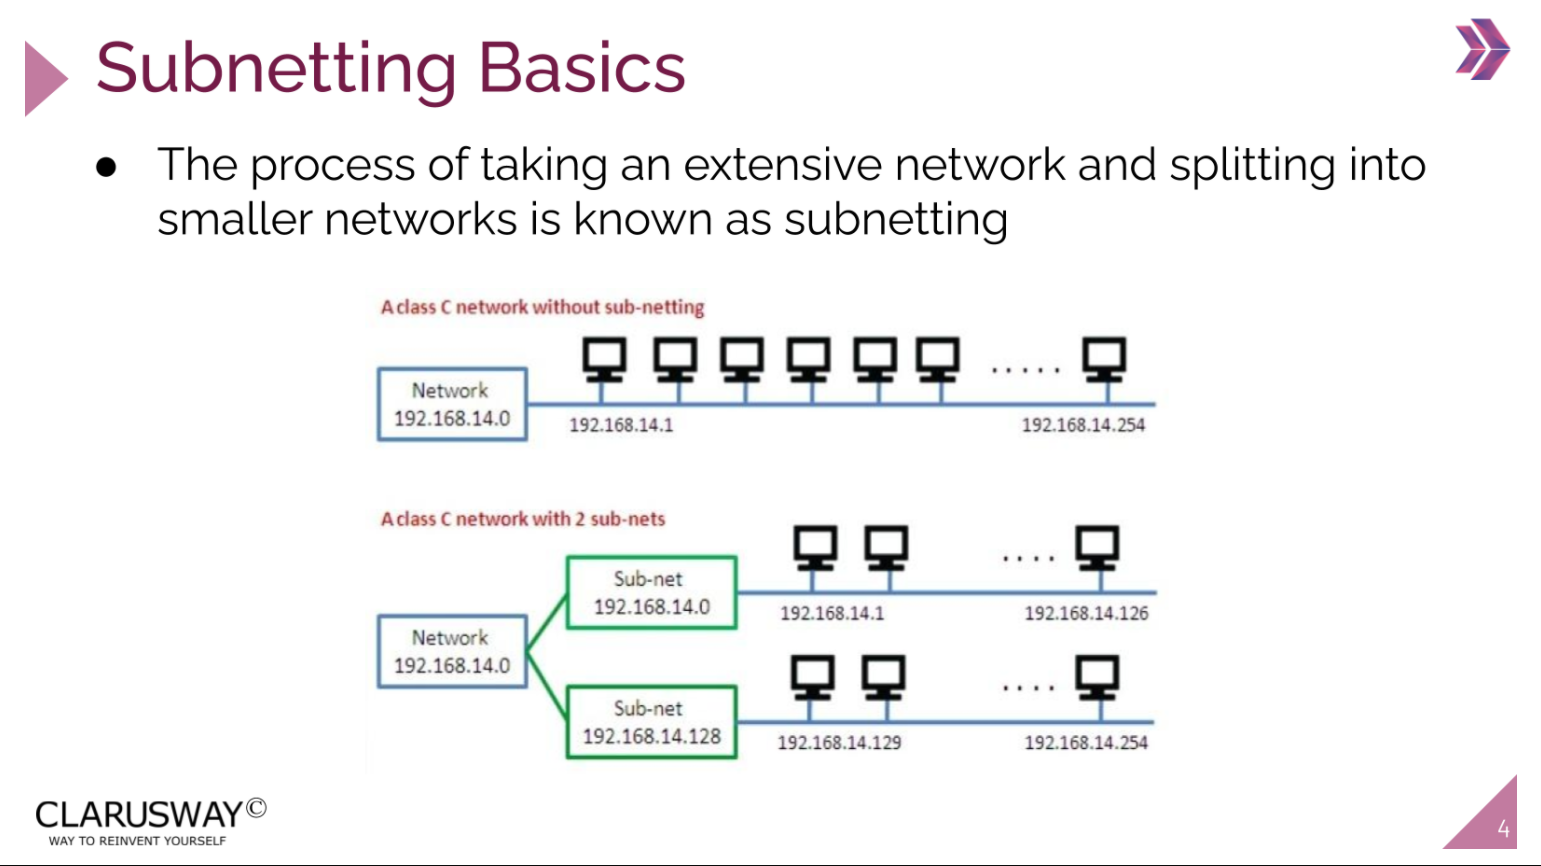 Subnetting Basics
● The process of taking an extensive network and splitting into
smaller networks is known as subnetting
A class C network without sub-netting
Network
192.168.14.0
.....
192.168.14.1
192.168.14.254
A class C network with 2 sub-nets
Sub-net
192.168.14.0
....
192.168.14.1
192.168.14.126
Network
192.168.14.0
Sub-net
192.168.14.128
....
192.168.14.129
192.168.14.254
CLARUSWAY©
WAY TO REINVENT YOURSELF
4